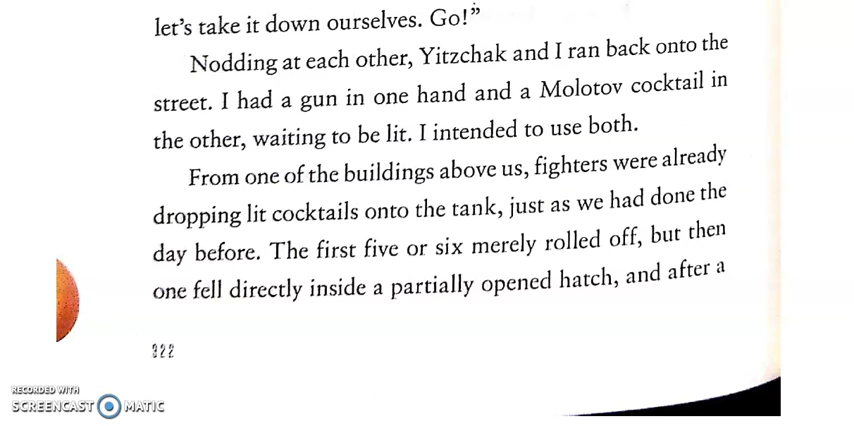 let's take it down ourselves. Go!"
Nodding at each other, Yitzchak and I ran back onto the
street. I had a gun in one hand and a Molotov cocktail in
the other, waiting to be lit. I intended to use both.
From one of the buildings above us, fighters were already
dropping lit cocktails onto the tank, just as we had done the
day before. The first five or six merely rolled off, but then
one fell directly inside a partially opened hatch, and after a
322
RECORDED WITH
SCREENCAST MATIC